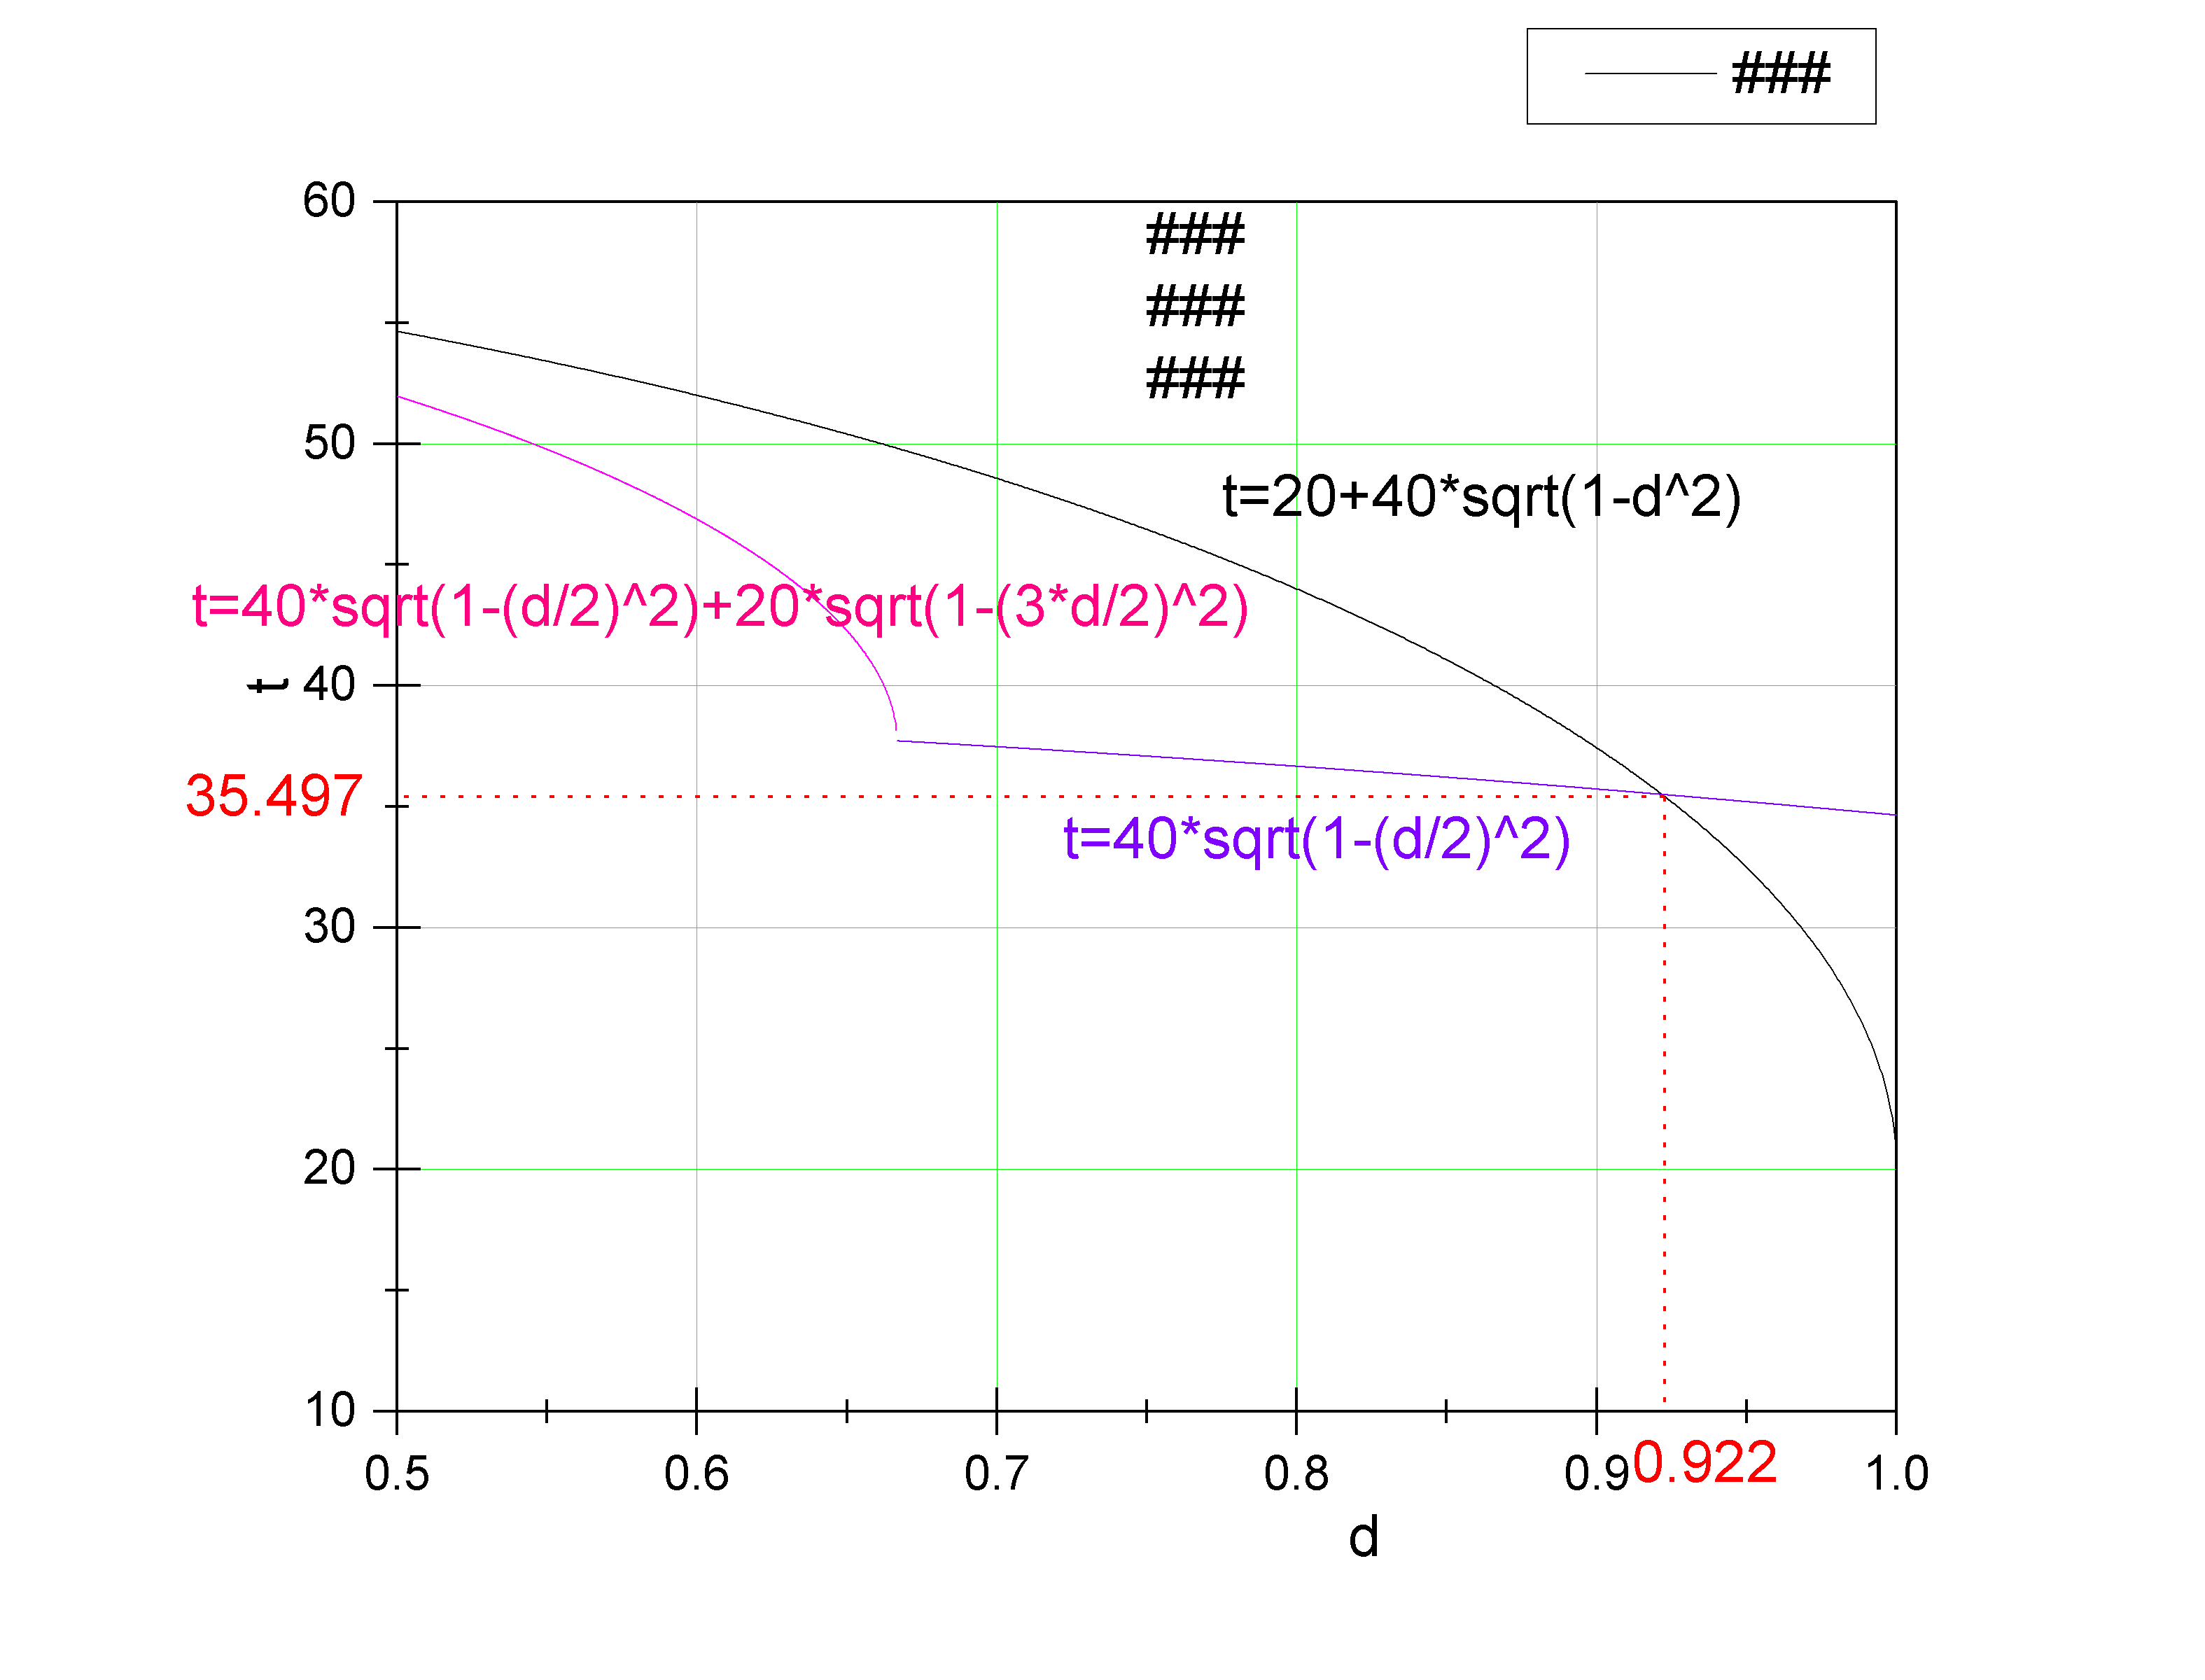 ###
60
###
###
###
50
t=20+40*sqrt(1-d^2)
t=40*sqrt(1-(d/2)^2)+20*sqrt(1-(3*d/2)^2)
t
40
35.497
t=40*sqrt(1-(d/2)^2)
30
20
10
0.5 0.6 0.7 0.8 0.9 0.922 1.0
d